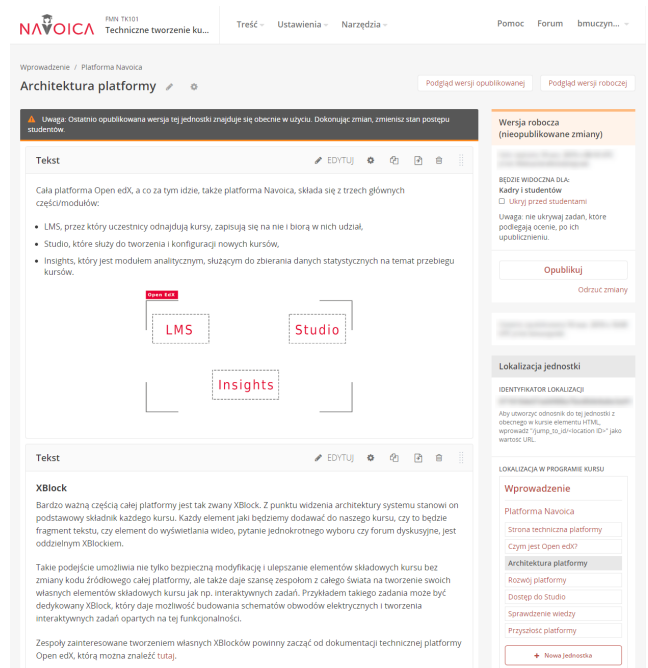 NAVOICA
FMN TK101
Techniczne tworzenie ku...
Treść
Ustawienia
Narzędzia
Pomoc
Forum
bmuczyn...
Wprowadzenie / Platforma Navoica
Architektura platformy
Podgląd wersji opublikowanej
Podgląd wersji roboczej
Uwaga: Ostatnio opublikowana wersja tej jednostki znajduje się obecnie w użyciu. Dokonując zmian, zmienisz stan postępu
studentów.
Tekst
EDYTUJ
Cała platforma Open edX, a co za tym idzie, także platforma Navoica, składa się z trzech głównych
części/modułów:
• LMS, przez który uczestnicy odnajdują kursy, zapisują się na nie i biorą w nich udział,
• Studio, które służy do tworzenia i konfiguracji nowych kursów,
• Insights, który jest modułem analitycznym, służącym do zbierania danych statystycznych na temat przebiegu
kursów.
Open EdX
LMS
Studio
Insights
Tekst
EDYTUJ
XBlock
Bardzo ważną częścią całej platformy jest tak zwany XBlock. Z punktu widzenia architektury systemu stanowi on
podstawowy składnik każdego kursu. Każdy element jaki będziemy dodawać do naszego kursu, czy to będzie
fragment tekstu, czy element do wyświetlania wideo, pytanie jednokrotnego wyboru czy forum dyskusyjne, jest
oddzielnym XBlockiem.
Takie podejście umożliwia nie tylko bezpieczną modyfikację i ulepszanie elementów składowych kursu bez
zmiany kodu źródłowego całej platformy, ale także daje szansę zespołom z całego świata na tworzenie swoich
własnych elementów składowych kursu jak np. interaktywnych zadań. Przykładem takiego zadania może być
dedykowany XBlock, który daje możliwość budowania schematów obwodów elektrycznych i tworzenia
interaktywnych zadań opartych na tej funkcjonalności.
Zespoły zainteresowane tworzeniem własnych XBlocków powinny zacząć od dokumentacji technicznej platformy
Open edX, którą można znaleźć tutaj.
Wersja robocza
(nieopublikowane zmiany)
BĘDZIE WIDOCZNA DLA:
Kadry i studentów
Ukryj przed studentami
Uwaga: nie ukrywaj zadań, które
podlegają ocenie, po ich
upublicznieniu.
Opublikuj
Odrzuć zmiany
Lokalizacja jednostki
IDENTYFIKATOR LOKALIZACJI
Aby utworzyć odnośnik do tej jednostki z
obecnego w kursie elementu HTML,
wprowadź "/jump_to_id/<location ID>" jako
wartość URL.
LOKALIZACJA W PROGRAMIE KURSU
Wprowadzenie
Platforma Navoica
Strona techniczna platformy
Czym jest Open edX?
Architektura platformy
Rozwój platformy
Dostęp do Studio
Sprawdzenie wiedzy
Przyszłość platformy
+ Nowa Jednostka